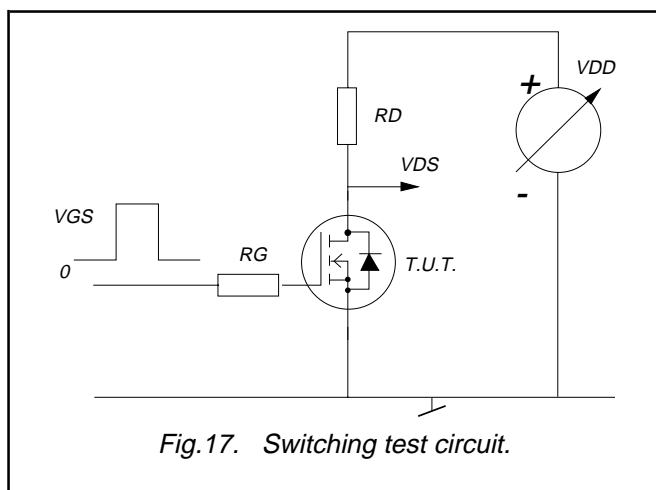 +
VDD
RD
VDS
-
VGS
0
RG
T.U.T.
Fig.17. Switching test circuit.